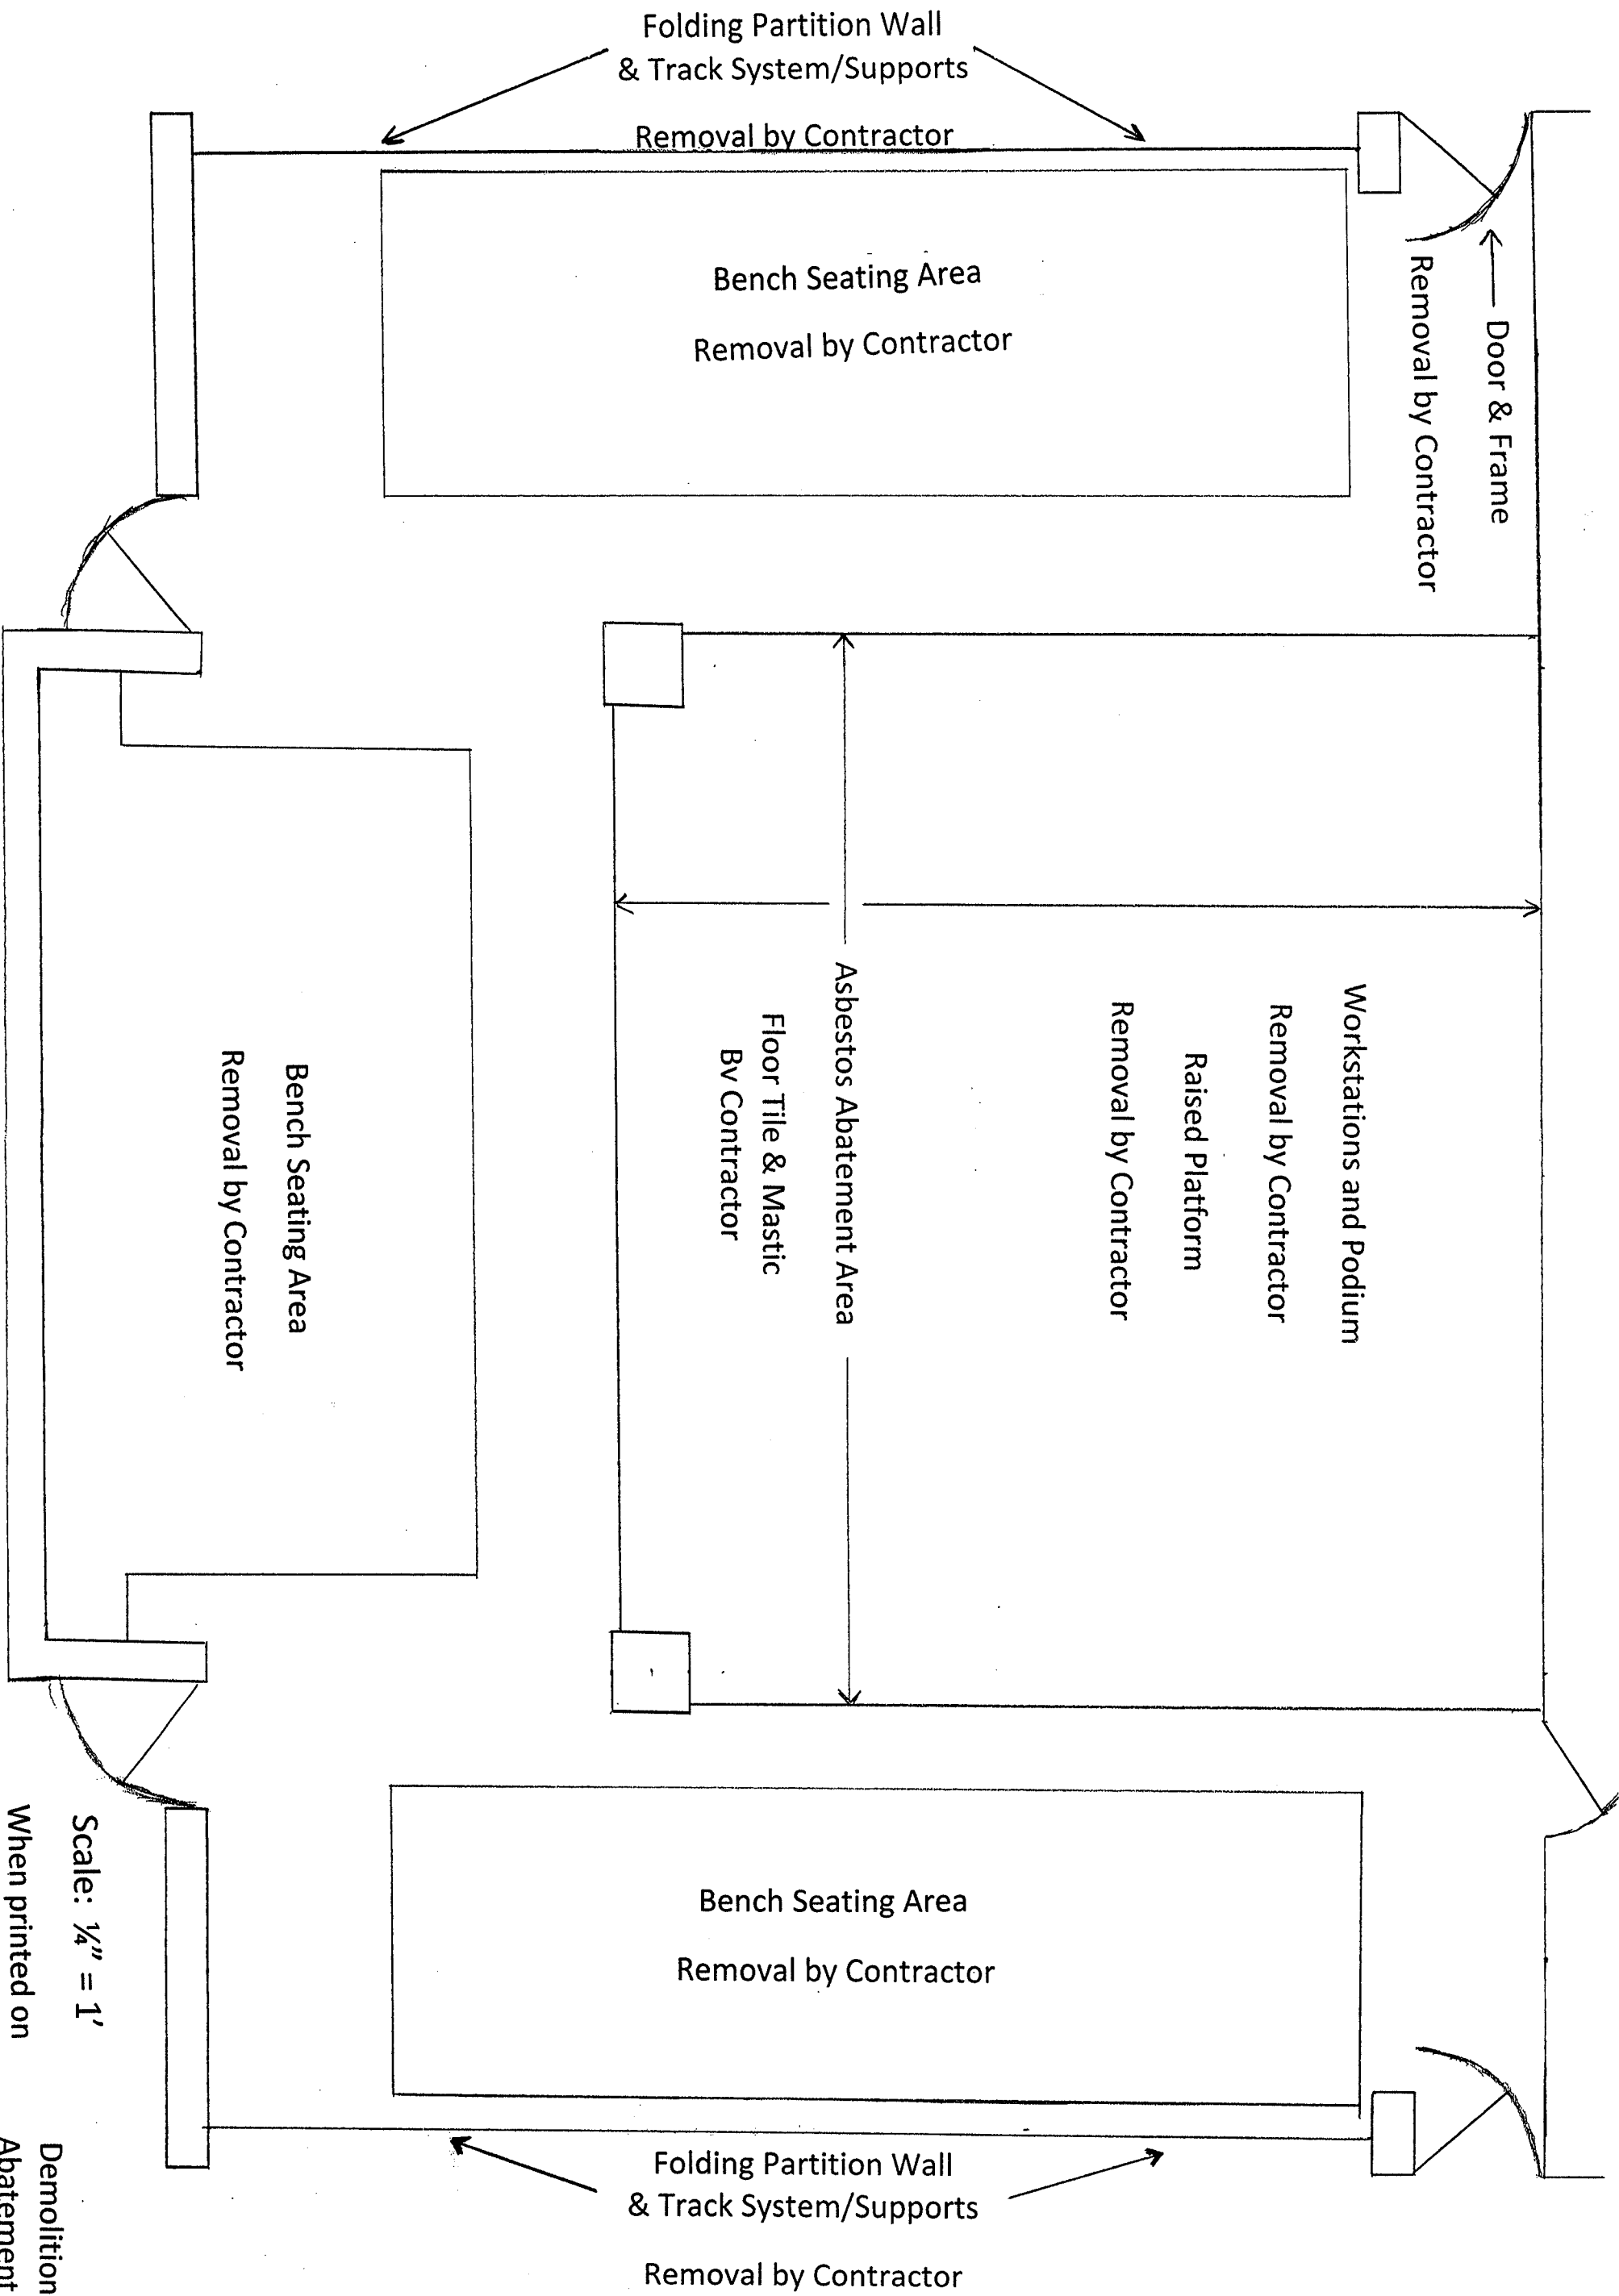 Folding Partition Wall
& Track System/Supports
Removal by Contractor
Bench Seating Area
Removal by Contractor
Door & Frame
Removal by Contractor
Workstations and Podium
Removal by Contractor
Raised Platform
Removal by Contractor
Asbestos Abatement Area
Floor Tile & Mastic
By Contractor
Bench Seating Area
Removal by Contractor
Bench Seating Area
Removal by Contractor
Folding Partition Wall
& Track System/Supports
Removal by Contractor
Scale: ¼” = 1’
When printed on
Demolition
Abatement